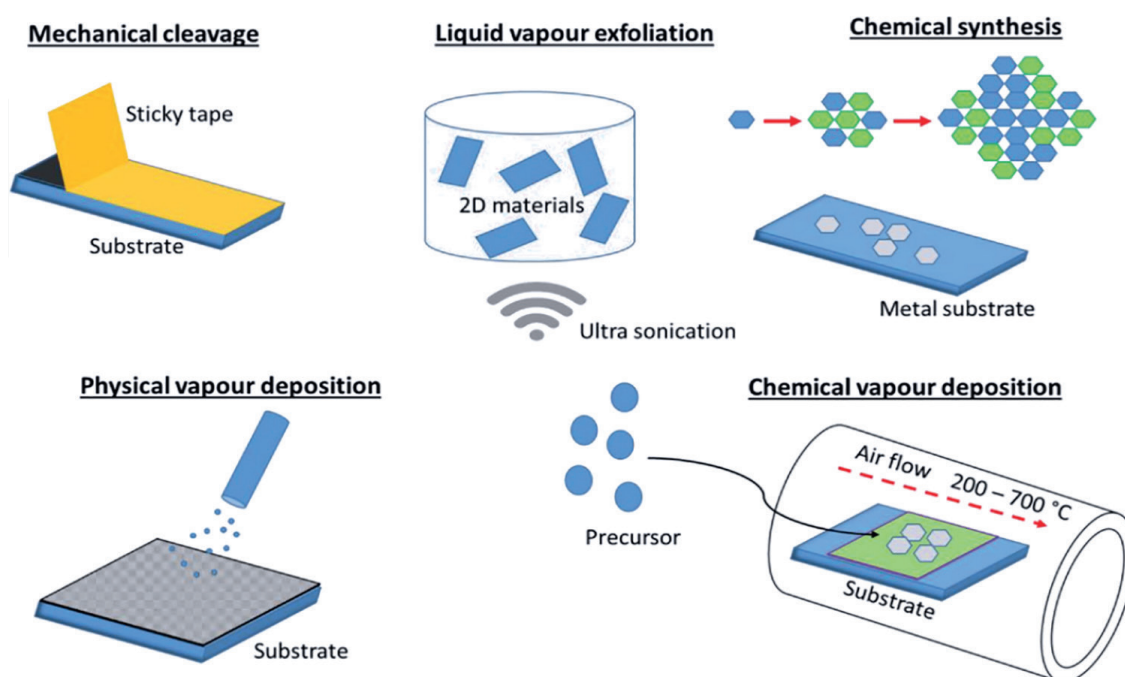 Mechanical cleavage
Sticky tape
Substrate
Liquid vapour exfoliation
2D materials
Ultra sonication
Chemical synthesis
Metal substrate
Physical vapour deposition
Substrate
Precursor
Chemical vapour deposition
Air flow 200 – 700 °C
Substrate